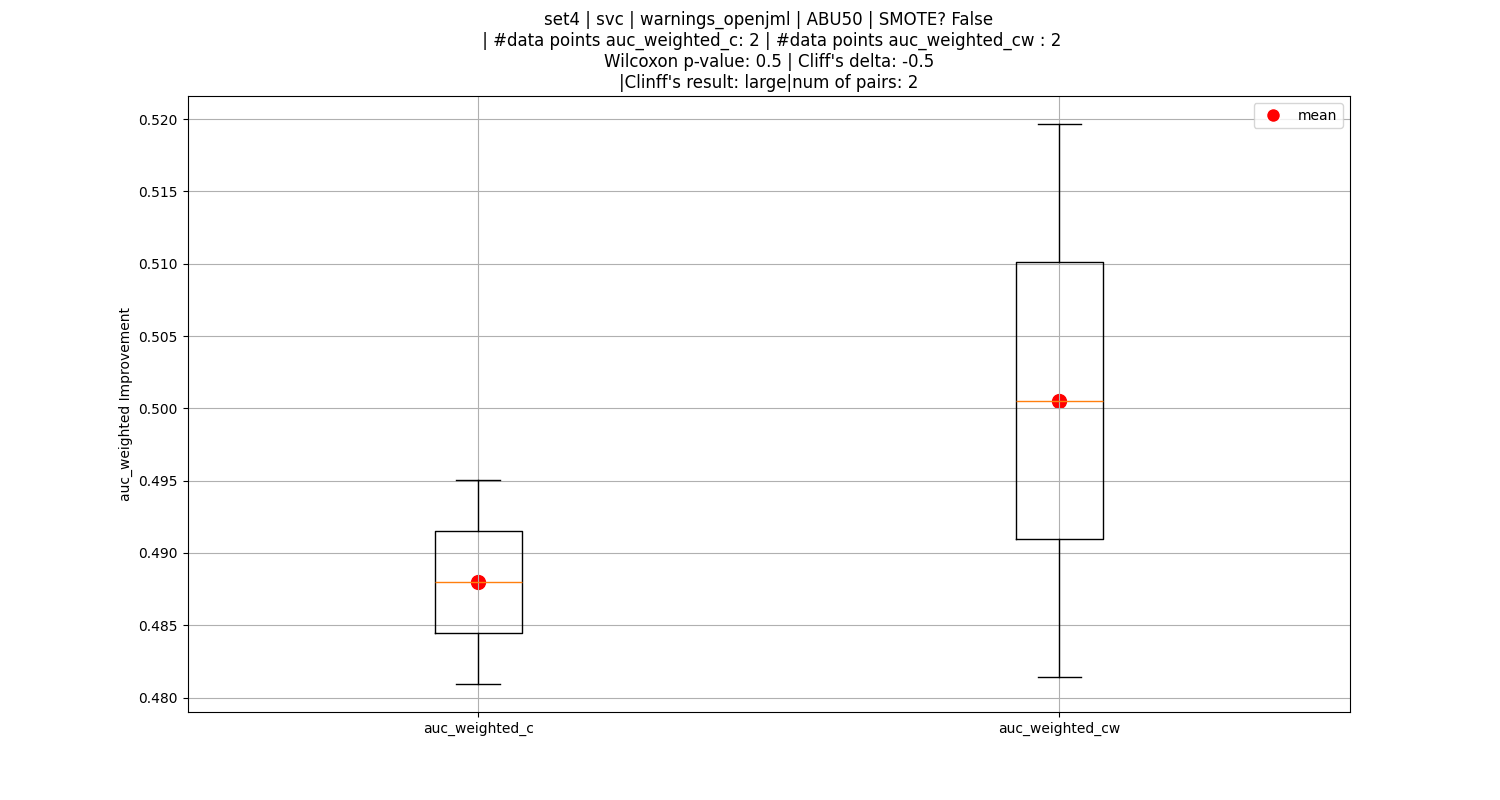 set4 | svc | warnings_openjml | ABU50 | SMOTE? False
| #data points auc_weighted_c: 2 | #data points auc_weighted_cw : 2
Wilcoxon p-value: 0.5 | Cliff's delta: -0.5
|Clinff's result: large|num of pairs: 2
mean
0.520
0.515
0.510
0.505
0.500
0.495
0.490
0.485
0.480
auc_weighted Improvement
auc_weighted_c
auc_weighted_cw